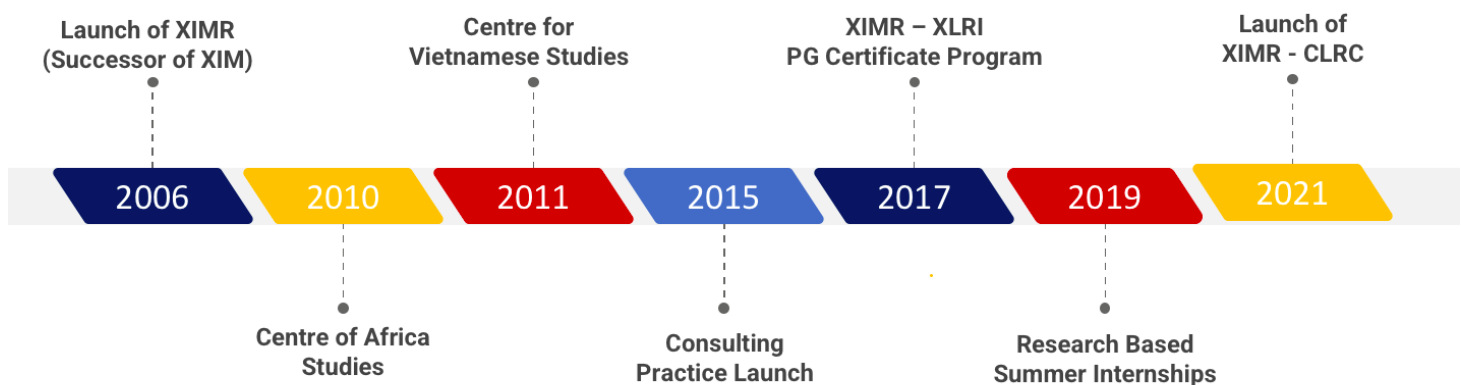 Launch of XIMR
(Successor of XIM)
Centre for
Vietnamese Studies
XIMR – XLRI
PG Certificate Program
Launch of
XIMR - CLRC
2006
2010
2011
2015
2017
2019
2021
Centre of Africa
Studies
Consulting
Practice Launch
Research Based
Summer Internships